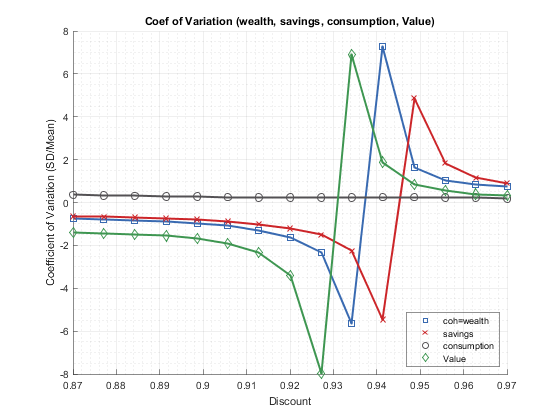 Coef of Variation (wealth, savings, consumption, Value)
8
6
4
2
0
-2
-4
-6
-8
Coefficient of Variation (SD/Mean)
coh=wealth
savings
consumption
Value
0.87 0.88 0.89 0.9 0.91 0.92 0.93 0.94 0.95 0.96 0.97
Discount